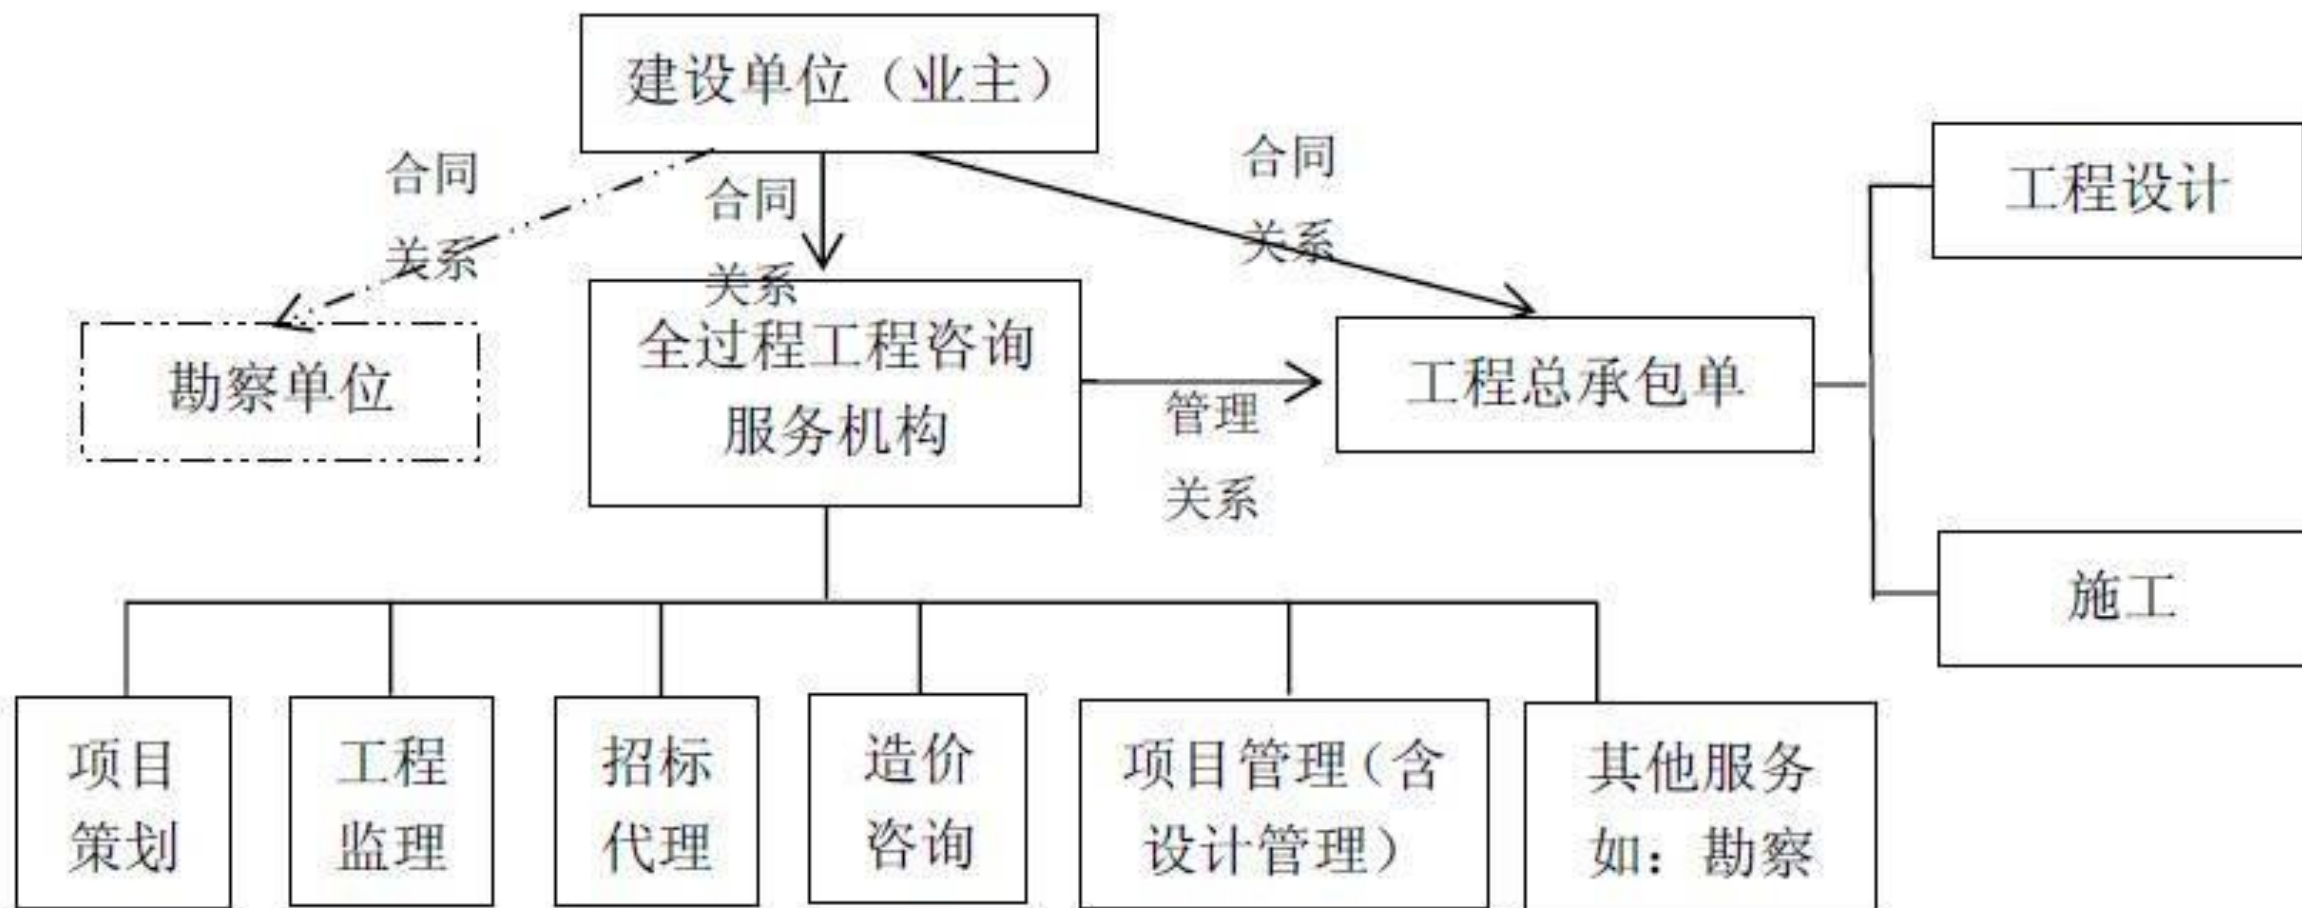 建设单位（业主）
合同
关系
合同
关系
合同
关系
工程设计
勘察单位
全过程工程咨询
服务机构
管理
关系
工程总承包单
施工
项目
策划
工程
监理
招标
代理
造价
咨询
项目管理（含
设计管理）
其他服务
如：勘察